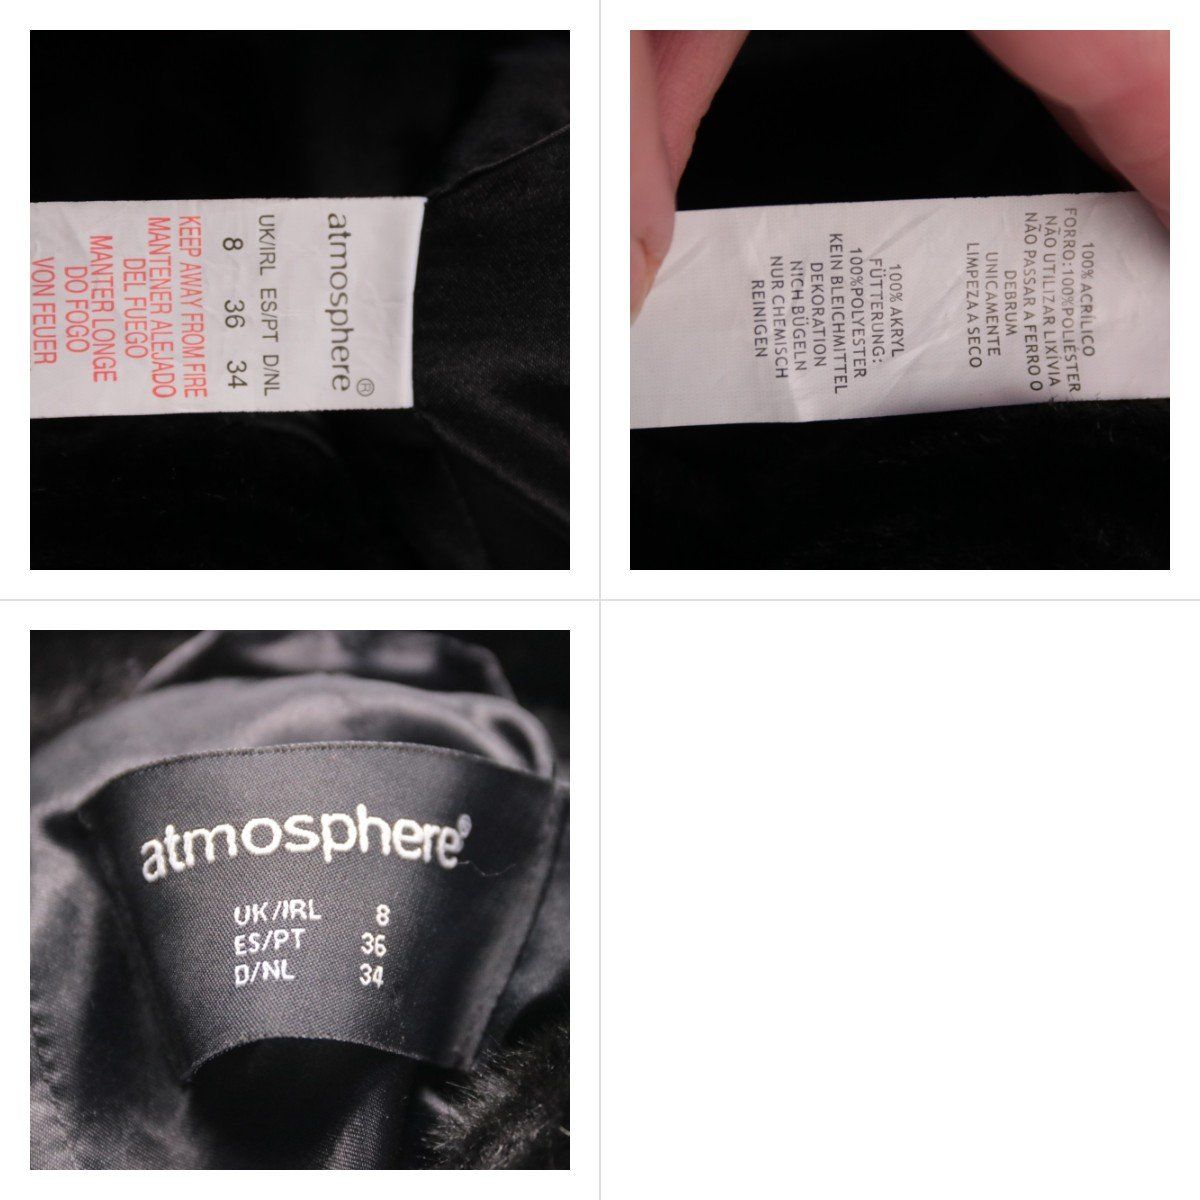 atmosphere®
UK/IRL ES/PT D/NL
8 36 34
KEEP AWAY FROM FIRE
MANTENER ALEJADO
DEL FUEGO
MANTER LONGE
DO FOGO
VON FEUER
100% ACRÍLICO
FORRO:100%POLIÉSTER
NÃO UTILIZAR LIXÍVIA
NÃO PASSAR A FERRO O
DEBRUM
UNICAMENTE
LIMPEZA A SECO
100% AKRYL
FÜTTERUNG:
100%POLYESTER
KEIN BLEICHMITTEL
DEKORATION
NICH BÜGELN
NUR CHEMISCH
REINIGEN
atmosphere®
UK/IRL 8
ES/PT 36
D/NL 34